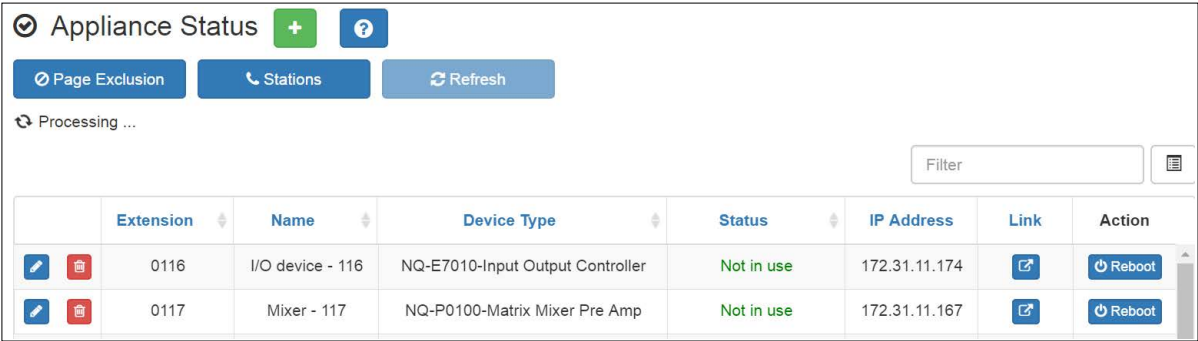 Appliance Status
Page Exclusion Stations Refresh
Processing ...
Filter
Extension Name Device Type Status IP Address Link Action
0116 I/O device - 116 NQ-E7010-Input Output Controller Not in use 172.31.11.174 Reboot
0117 Mixer - 117 NQ-P0100-Matrix Mixer Pre Amp Not in use 172.31.11.167 Reboot